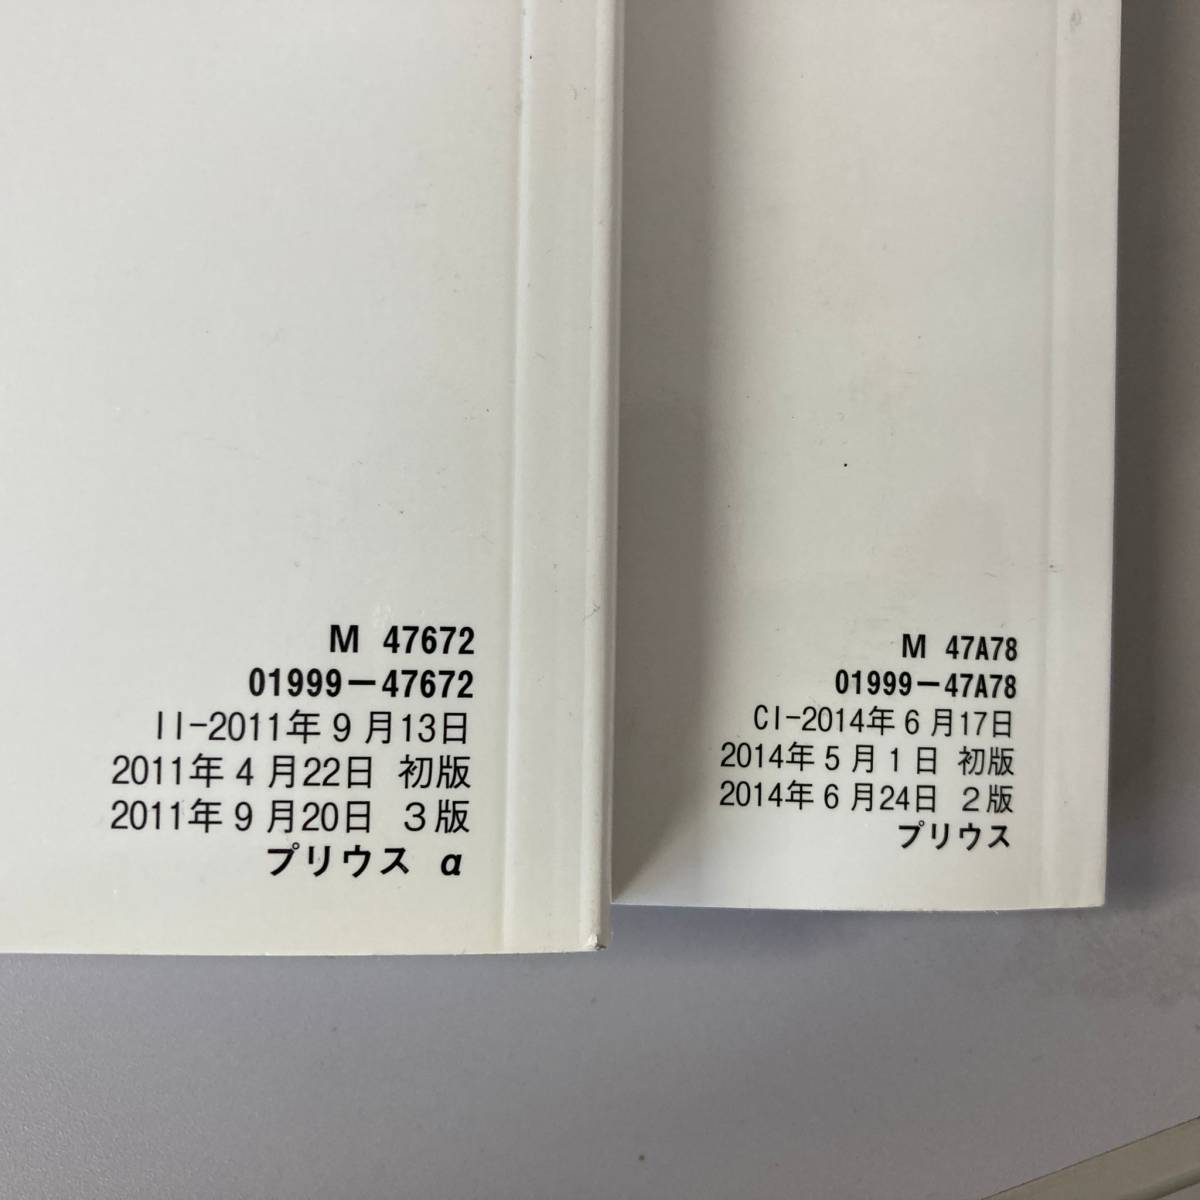 M 47672
01999-47672
II-2011年9月13日
2011年4月22日 初版
2011年9月20日 3版
プリウス α
M 47A78
01999-47A78
CI-2014年6月17日
2014年5月1日 初版
2014年6月24日 2版
プリウス